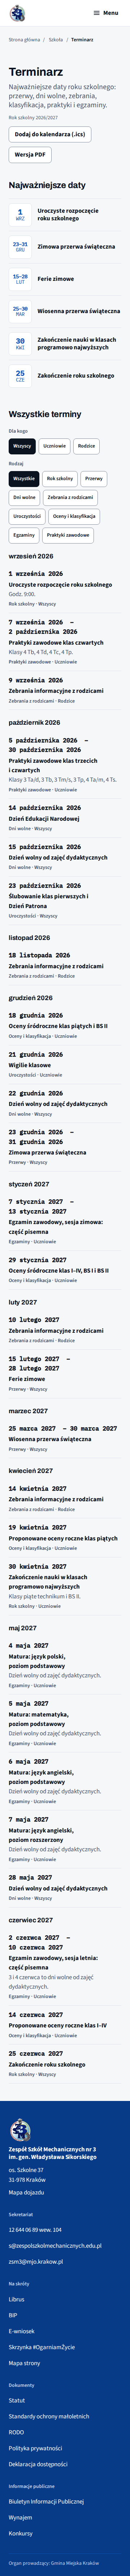 Menu
Strona główna / Szkoła / Terminarz
Terminarz
Najważniejsze daty roku szkolnego:
przerwy, dni wolne, zebrania,
klasyfikacja, praktyki i egzaminy.
Rok szkolny 2026/2027
Dodaj do kalendarza (.ics)
Wersja PDF
Najważniejsze daty
1 WRZ
Uroczyste rozpoczęcie
roku szkolnego
23–31 GRU
Zimowa przerwa świąteczna
15–28 LUT
Ferie zimowe
25–30 MAR
Wiosenna przerwa świąteczna
30 KWI
Zakończenie nauki w klasach
programowo najwyższych
25 CZE
Zakończenie roku szkolnego
Wszystkie terminy
Dla kogo
Wszyscy Uczniowie Rodzice
Rodzaj
Wszystkie Rok szkolny Przerwy
Dni wolne Zebrania z rodzicami
Uroczystości Oceny i klasyfikacja
Egzaminy Praktyki zawodowe
wrzesień 2026
1 września 2026
Uroczyste rozpoczęcie roku szkolnego
Godz. 9:00.
Rok szkolny · Wszyscy
7 września 2026 –
2 października 2026
Praktyki zawodowe klas czwartych
Klasy 4 Tb, 4 Td, 4 Tc, 4 Tp.
Praktyki zawodowe · Uczniowie
9 września 2026
Zebrania informacyjne z rodzicami
Zebrania z rodzicami · Rodzice
październik 2026
5 października 2026 –
30 października 2026
Praktyki zawodowe klas trzecich
i czwartych
Klasy 3 Ta/d, 3 Tb, 3 Tm/s, 3 Tp, 4 Ta/m, 4 Ts.
Praktyki zawodowe · Uczniowie
14 października 2026
Dzień Edukacji Narodowej
Dni wolne · Wszyscy
15 października 2026
Dzień wolny od zajęć dydaktycznych
Dni wolne · Wszyscy
23 października 2026
Ślubowanie klas pierwszych i
Dzień Patrona
Uroczystości · Wszyscy
listopad 2026
18 listopada 2026
Zebrania informacyjne z rodzicami
Zebrania z rodzicami · Rodzice
grudzień 2026
18 grudnia 2026
Oceny śródroczne klas piątych i BS II
Oceny i klasyfikacja · Uczniowie
21 grudnia 2026
Wigilie klasowe
Uroczystości · Uczniowie
22 grudnia 2026
Dzień wolny od zajęć dydaktycznych
Dni wolne · Wszyscy
23 grudnia 2026 –
31 grudnia 2026
Zimowa przerwa świąteczna
Przerwy · Wszyscy
styczeń 2027
7 stycznia 2027 –
13 stycznia 2027
Egzamin zawodowy, sesja zimowa:
część pisemna
Egzaminy · Uczniowie
29 stycznia 2027
Oceny śródroczne klas I–IV, BS I i BS II
Oceny i klasyfikacja · Uczniowie
luty 2027
10 lutego 2027
Zebrania informacyjne z rodzicami
Zebrania z rodzicami · Rodzice
15 lutego 2027 –
28 lutego 2027
Ferie zimowe
Przerwy · Wszyscy
marzec 2027
25 marca 2027 – 30 marca 2027
Wiosenna przerwa świąteczna
Przerwy · Wszyscy
kwiecień 2027
14 kwietnia 2027
Zebrania informacyjne z rodzicami
Zebrania z rodzicami · Rodzice
19 kwietnia 2027
Proponowane oceny roczne klas piątych
Oceny i klasyfikacja · Uczniowie
30 kwietnia 2027
Zakończenie nauki w klasach
programowo najwyższych
Klasy piąte technikum i BS II.
Rok szkolny · Uczniowie
maj 2027
4 maja 2027
Matura: język polski,
poziom podstawowy
Dzień wolny od zajęć dydaktycznych.
Egzaminy · Uczniowie
5 maja 2027
Matura: matematyka,
poziom podstawowy
Dzień wolny od zajęć dydaktycznych.
Egzaminy · Uczniowie
6 maja 2027
Matura: język angielski,
poziom podstawowy
Dzień wolny od zajęć dydaktycznych.
Egzaminy · Uczniowie
7 maja 2027
Matura: język angielski,
poziom rozszerzony
Dzień wolny od zajęć dydaktycznych.
Egzaminy · Uczniowie
28 maja 2027
Dzień wolny od zajęć dydaktycznych
Dni wolne · Wszyscy
czerwiec 2027
2 czerwca 2027 –
10 czerwca 2027
Egzamin zawodowy, sesja letnia:
część pisemna
3 i 4 czerwca to dni wolne od zajęć
dydaktycznych.
Egzaminy · Uczniowie
14 czerwca 2027
Proponowane oceny roczne klas I–IV
Oceny i klasyfikacja · Uczniowie
25 czerwca 2027
Zakończenie roku szkolnego
Rok szkolny · Wszyscy
Zespół Szkół Mechanicznych nr 3
im. gen. Władysława Sikorskiego
os. Szkolne 37
31-978 Kraków
Mapa dojazdu
Sekretariat
12 644 06 89 wew. 104
s@zespolszkolmechanicznych.edu.pl
zsm3@mjo.krakow.pl
Na skróty
Librus
BIP
E-wniosek
Skrzynka #OgarniamŻycie
Mapa strony
Dokumenty
Statut
Standardy ochrony małoletnich
RODO
Polityka prywatności
Deklaracja dostępności
Informacje publiczne
Biuletyn Informacji Publicznej
Wynajem
Konkursy
Organ prowadzący: Gmina Miejska Kraków